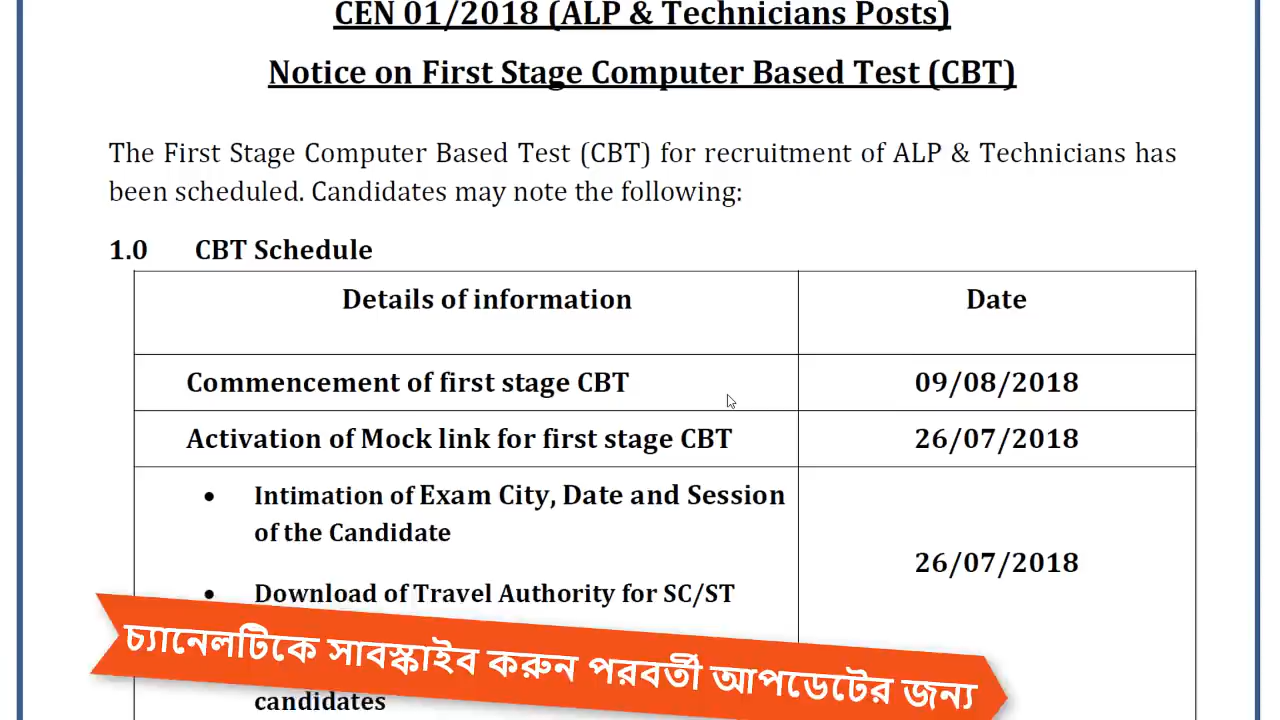 CEN 01/2018 (ALP & Technicians Posts)
Notice on First Stage Computer Based Test (CBT)
The First Stage Computer Based Test (CBT) for recruitment of ALP & Technicians has
been scheduled. Candidates may note the following:
1.0 CBT Schedule
Details of information Date
Commencement of first stage CBT 09/08/2018
Activation of Mock link for first stage CBT 26/07/2018
• Intimation of Exam City, Date and Session
of the Candidate
26/07/2018
• Download of Travel Authority for SC/ST
candidates
চ্যানেলটিকে সাবস্ক্রাইব করুন পরবর্তী আপডেটের জন্য